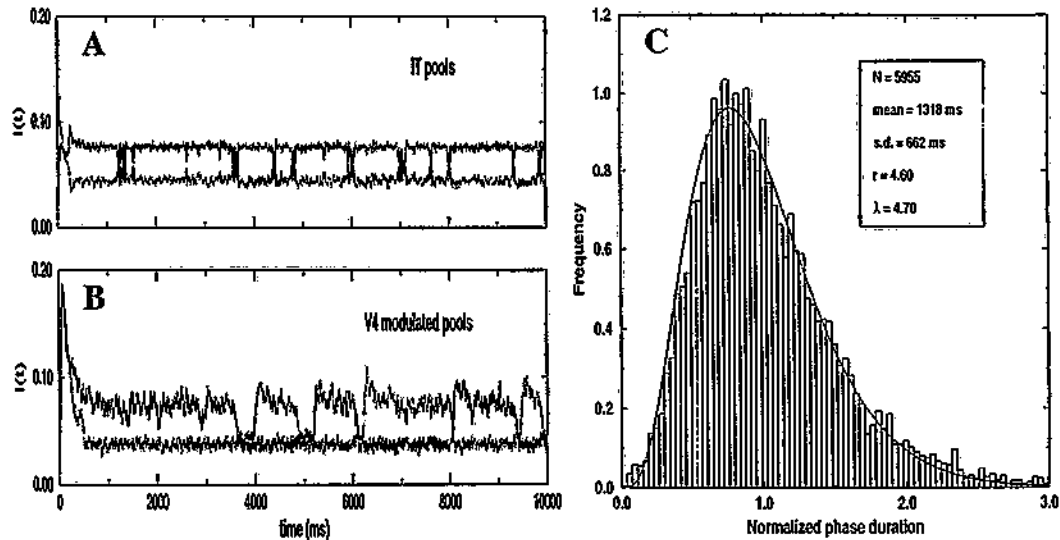 A
IT pools
0.20
0.10
0.00
I(t)
B
V4 modulated pools
0.20
0.10
0.00
I(t)
0 2000 4000 6000 8000 10000
time (ms)
C
N = 5955
mean = 1318 ms
s.d. = 662 ms
r = 4.60
λ = 4.70
1.2
1.0
0.8
0.6
0.4
0.2
0.0
Frequency
0.0 1.0 2.0 3.0
Normalized phase duration